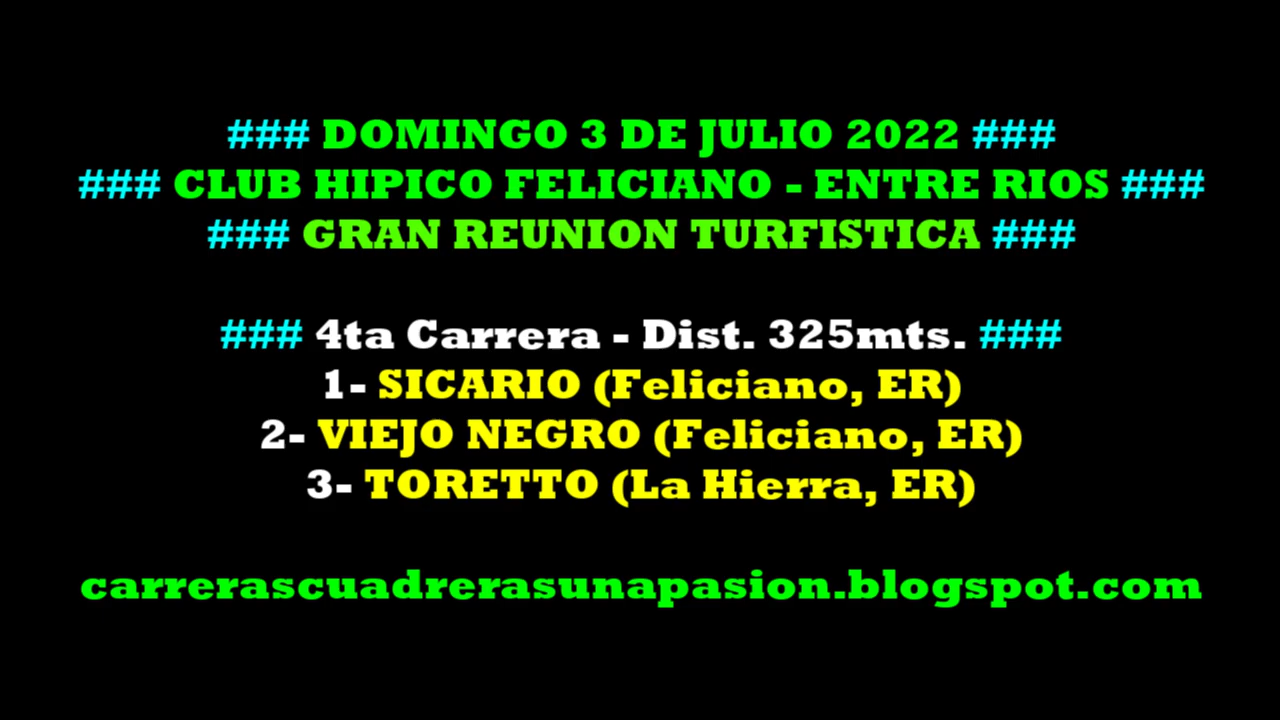 ### DOMINGO 3 DE JULIO 2022 ###
### CLUB HIPICO FELICIANO - ENTRE RIOS ###
### GRAN REUNION TURFISTICA ###
### 4ta Carrera - Dist. 325mts. ###
1- SICARIO (Feliciano, ER)
2- VIEJO NEGRO (Feliciano, ER)
3- TORETTO (La Hierra, ER)
carrerascuadrerasunapasion.blogspot.com